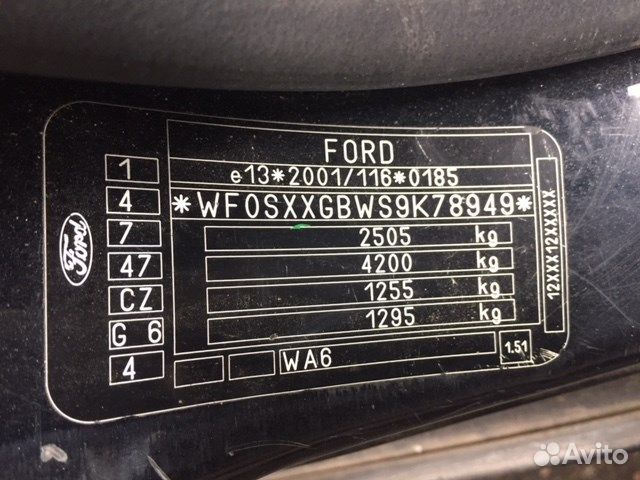 FORD
e13*2001/116*0185
*WF0SXXGBWS9K78949*
2505 kg
4200 kg
1255 kg
1295 kg
WA6
1.51
1
4
7
47
CZ
G 6
4
Ford
12XXX12XXXXXX
Avito